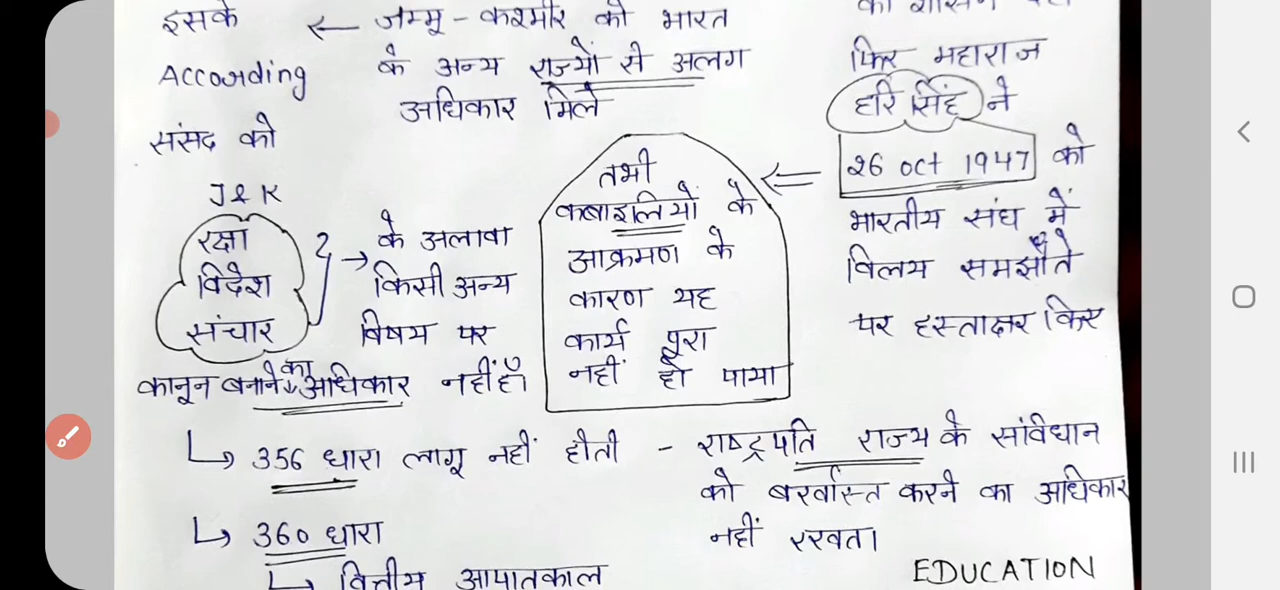 इसके
According
संसद को
← जम्मू - कश्मीर को भारत
के अन्य राज्यों से अलग
अधिकार मिले
फिर महाराज
हरि सिंह ने
26 oct 1947 को
भारतीय संघ में
विलय समझौते
पर हस्ताक्षर किए
⇐
तभी
कबाइलियों के
आक्रमण के
कारण यह
कार्य पूरा
नहीं हो पाया
J & K
रक्षा
विदेश
संचार
→ के अलावा
किसी अन्य
विषय पर
कानून बनाने का अधिकार नहीं है।
↳ 356 धारा लागू नहीं होती - राष्ट्रपति राज्य के सांविधान
को बरर्वास्त करने का अधिकार
नहीं रखता।
↳ 360 धारा
↳ वित्तीय आपातकाल
EDUCATION